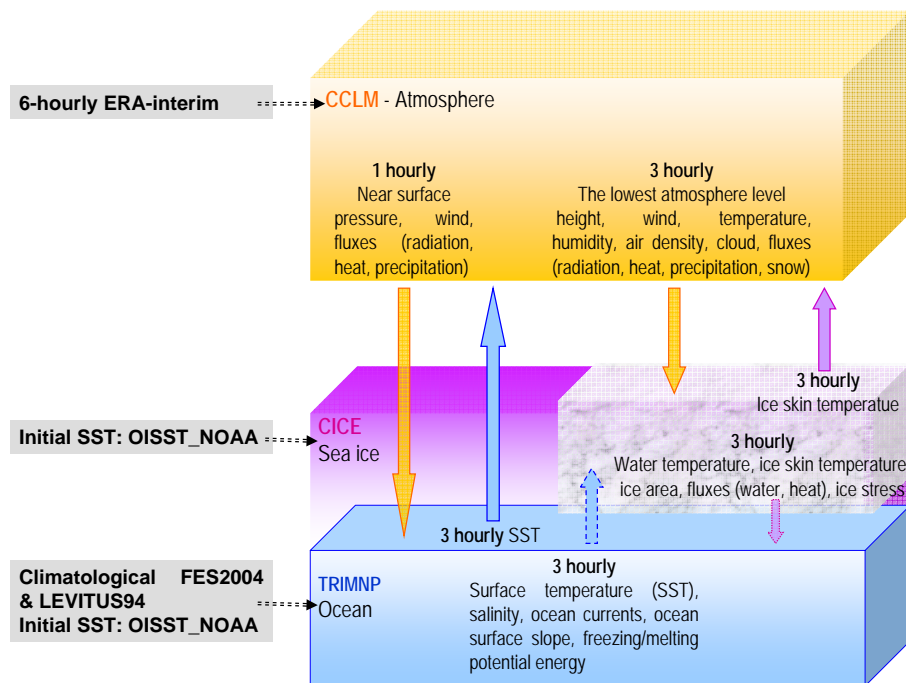 6-hourly ERA-interim
CCLM - Atmosphere
1 hourly
Near surface
pressure, wind,
fluxes (radiation,
heat, precipitation)
3 hourly
The lowest atmosphere level
height, wind, temperature,
humidity, air density, cloud, fluxes
(radiation, heat, precipitation, snow)
3 hourly
Ice skin temperatue
Initial SST: OISST_NOAA
CICE
Sea ice
3 hourly
Water temperature, ice skin temperature
ice area, fluxes (water, heat), ice stress
3 hourly SST
Climatological FES2004
& LEVITUS94
Initial SST: OISST_NOAA
TRIMNP
Ocean
3 hourly
Surface temperature (SST),
salinity, ocean currents, ocean
surface slope, freezing/melting
potential energy